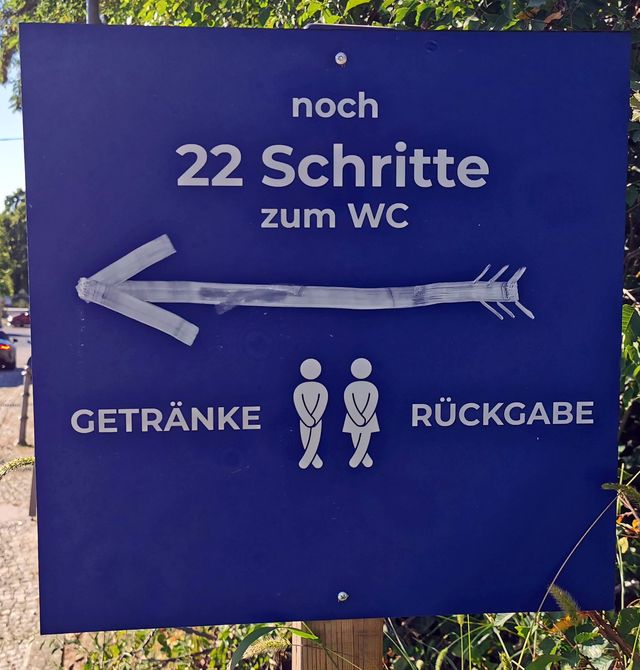 noch
22 Schritte
zum WC
GETRÄNKE RÜCKGABE